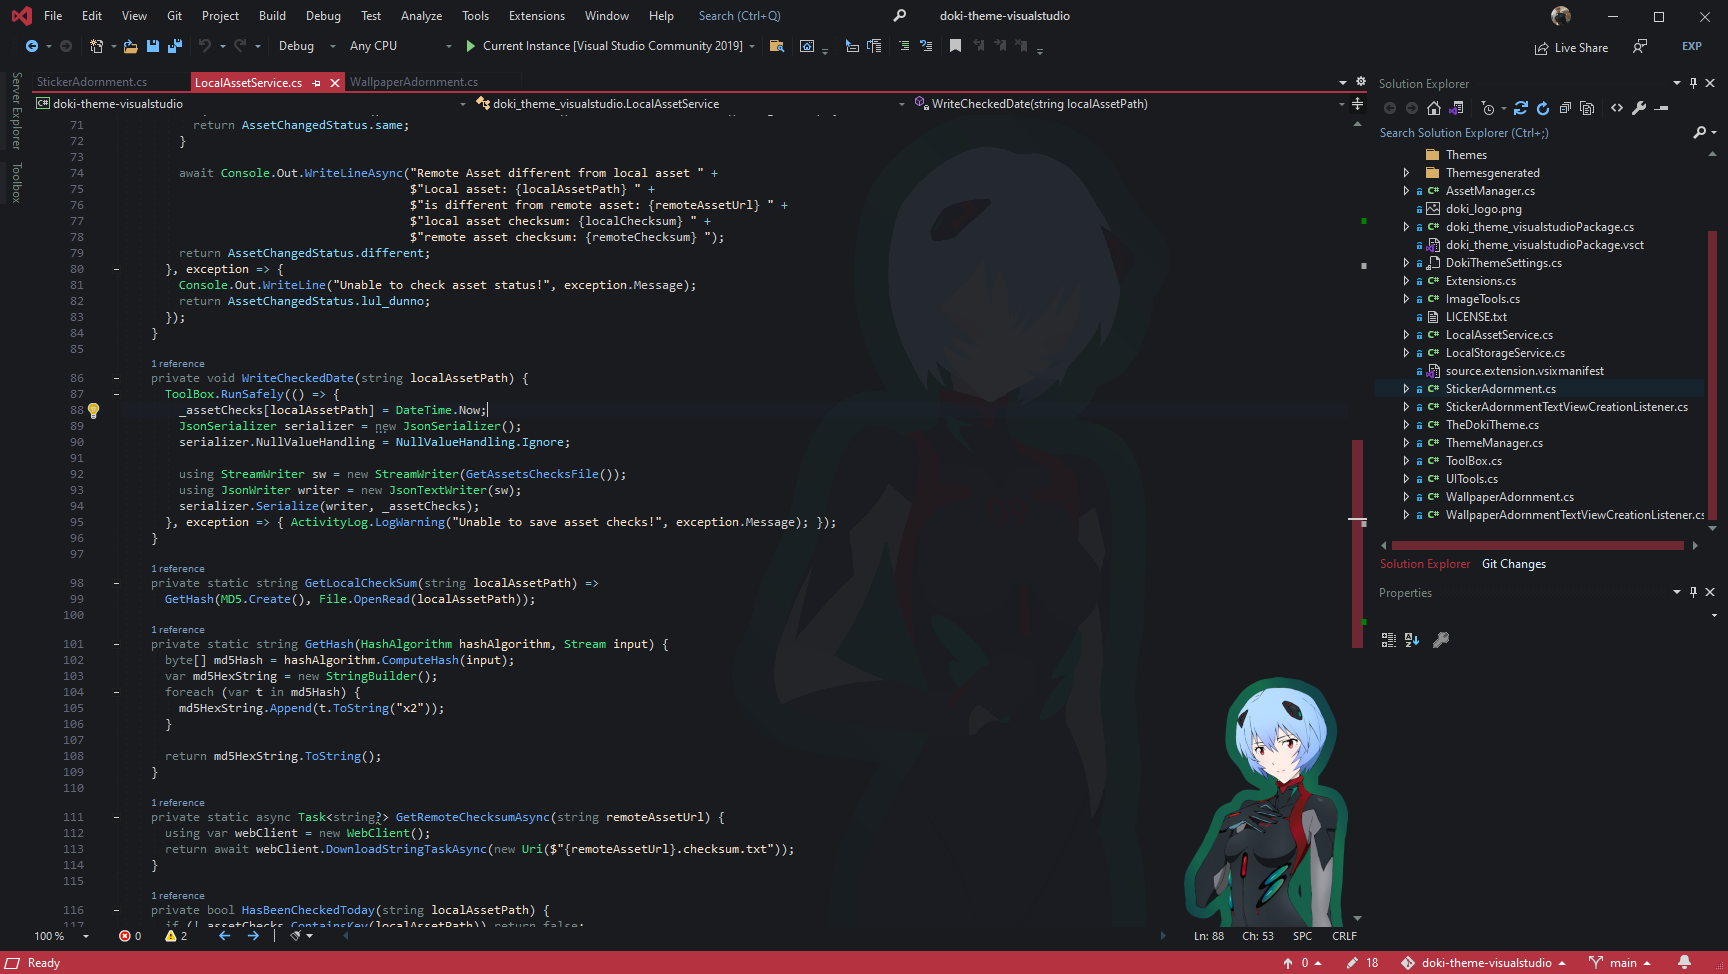 File Edit View Git Project Build Debug Test Analyze Tools Extensions Window Help Search (Ctrl+Q) doki-theme-visualstudio
Debug Any CPU Current Instance [Visual Studio Community 2019] Live Share EXP
Server Explorer
Toolbox
StickerAdornment.cs LocalAssetService.cs WallpaperAdornment.cs
doki-theme-visualstudio doki_theme_visualstudio.LocalAssetService WriteCheckedDate(string localAssetPath)
71 return AssetChangedStatus.same;
72 }
73
74 await Console.Out.WriteLineAsync("Remote Asset different from local asset " +
75 $"Local asset: {localAssetPath} " +
76 $"is different from remote asset: {remoteAssetUrl} " +
77 $"local asset checksum: {localChecksum} " +
78 $"remote asset checksum: {remoteChecksum} ");
79 return AssetChangedStatus.different;
80 }, exception => {
81 Console.Out.WriteLine("Unable to check asset status!", exception.Message);
82 return AssetChangedStatus.lul_dunno;
83 });
84 }
85
1 reference
86 private void WriteCheckedDate(string localAssetPath) {
87 ToolBox.RunSafely(() => {
88 _assetChecks[localAssetPath] = DateTime.Now;
89 JsonSerializer serializer = new JsonSerializer();
90 serializer.NullValueHandling = NullValueHandling.Ignore;
91
92 using StreamWriter sw = new StreamWriter(GetAssetsChecksFile());
93 using JsonWriter writer = new JsonTextWriter(sw);
94 serializer.Serialize(writer, _assetChecks);
95 }, exception => { ActivityLog.LogWarning("Unable to save asset checks!", exception.Message); });
96 }
97
1 reference
98 private static string GetLocalCheckSum(string localAssetPath) =>
99 GetHash(MD5.Create(), File.OpenRead(localAssetPath));
100
1 reference
101 private static string GetHash(HashAlgorithm hashAlgorithm, Stream input) {
102 byte[] md5Hash = hashAlgorithm.ComputeHash(input);
103 var md5HexString = new StringBuilder();
104 foreach (var t in md5Hash) {
105 md5HexString.Append(t.ToString("x2"));
106 }
107
108 return md5HexString.ToString();
109 }
110
1 reference
111 private static async Task<string?> GetRemoteChecksumAsync(string remoteAssetUrl) {
112 using var webClient = new WebClient();
113 return await webClient.DownloadStringTaskAsync(new Uri($"{remoteAssetUrl}.checksum.txt"));
114 }
115
1 reference
116 private bool HasBeenCheckedToday(string localAssetPath) {
117 if (!_assetChecks.ContainsKey(localAssetPath)) return false;
100 % 0 2 Ln: 88 Ch: 53 SPC CRLF
Solution Explorer
Search Solution Explorer (Ctrl+;)
Themes
Themesgenerated
AssetManager.cs
doki_logo.png
doki_theme_visualstudioPackage.cs
doki_theme_visualstudioPackage.vsct
DokiThemeSettings.cs
Extensions.cs
ImageTools.cs
LICENSE.txt
LocalAssetService.cs
LocalStorageService.cs
source.extension.vsixmanifest
StickerAdornment.cs
StickerAdornmentTextViewCreationListener.cs
TheDokiTheme.cs
ThemeManager.cs
ToolBox.cs
UITools.cs
WallpaperAdornment.cs
WallpaperAdornmentTextViewCreationListener.cs
Solution Explorer Git Changes
Properties
Ready 0 18 doki-theme-visualstudio main